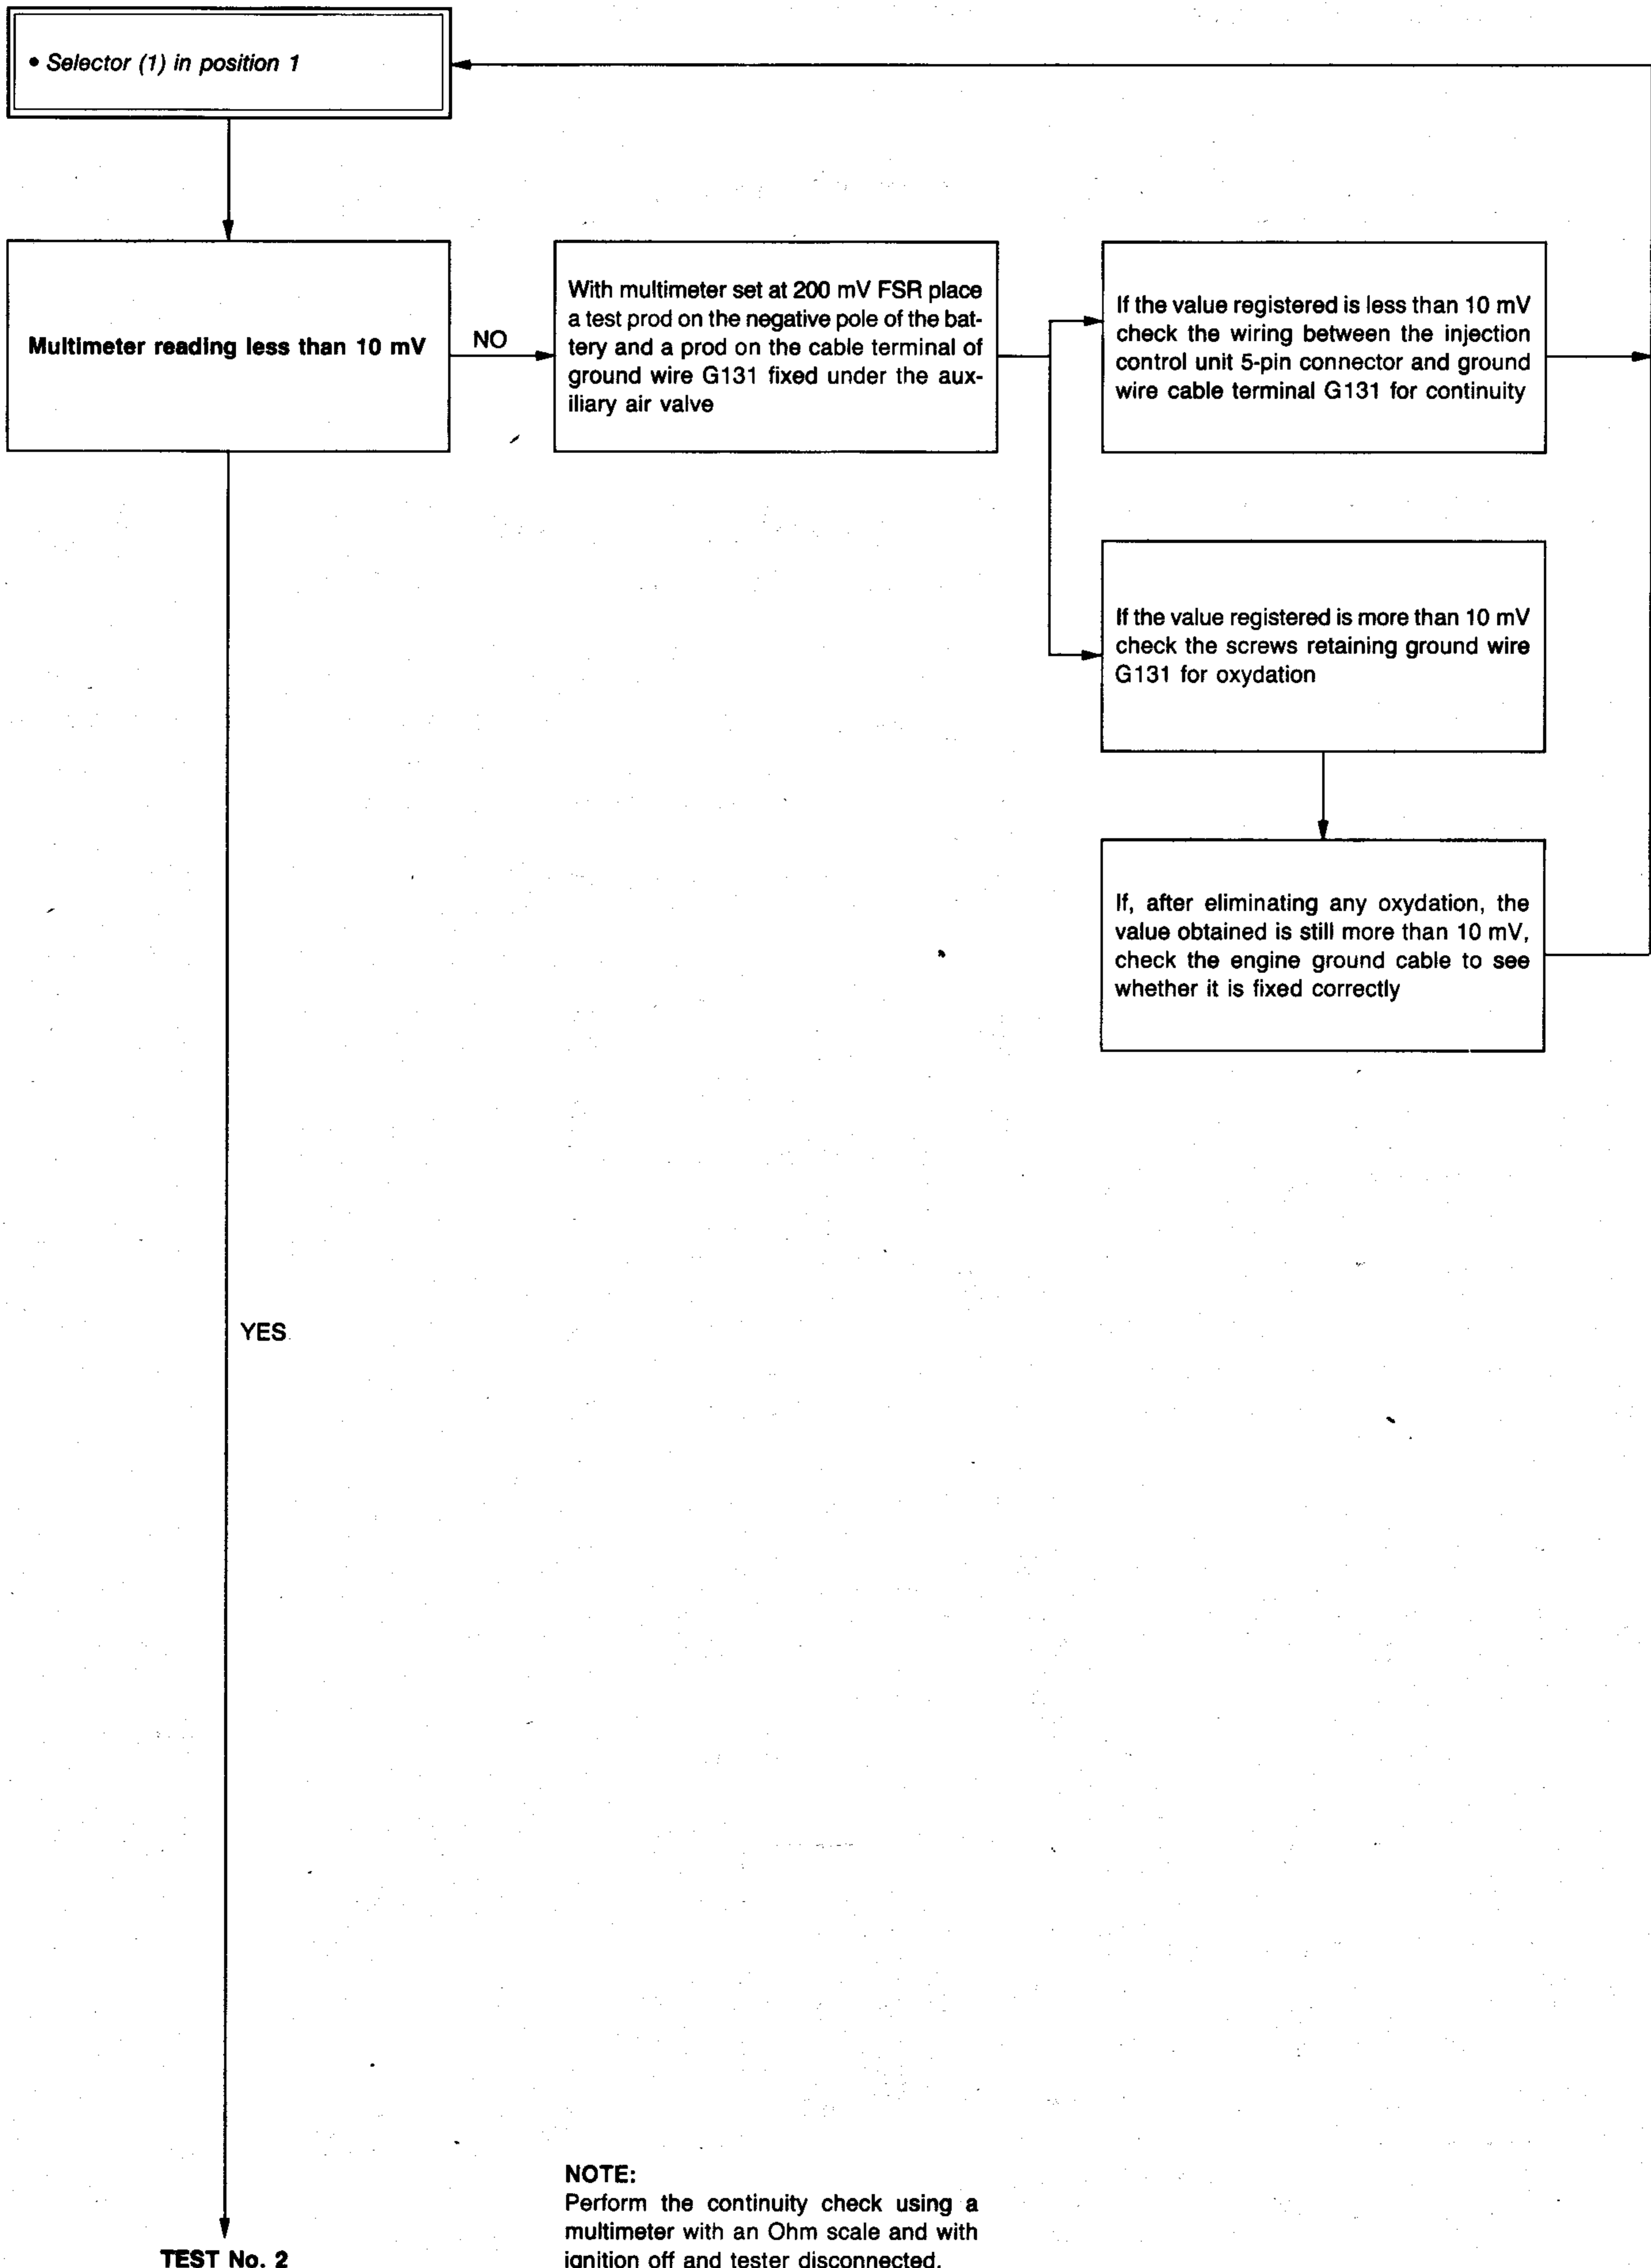 • Selector (1) in position 1
Multimeter reading less than 10 mV
NO
With multimeter set at 200 mV FSR place
a test prod on the negative pole of the bat-
tery and a prod on the cable terminal of
ground wire G131 fixed under the aux-
iliary air valve
If the value registered is less than 10 mV
check the wiring between the injection
control unit 5-pin connector and ground
wire cable terminal G131 for continuity
If the value registered is more than 10 mV
check the screws retaining ground wire
G131 for oxydation
If, after eliminating any oxydation, the
value obtained is still more than 10 mV,
check the engine ground cable to see
whether it is fixed correctly
YES
NOTE:
Perform the continuity check using a
multimeter with an Ohm scale and with
ignition off and tester disconnected.
TEST No. 2